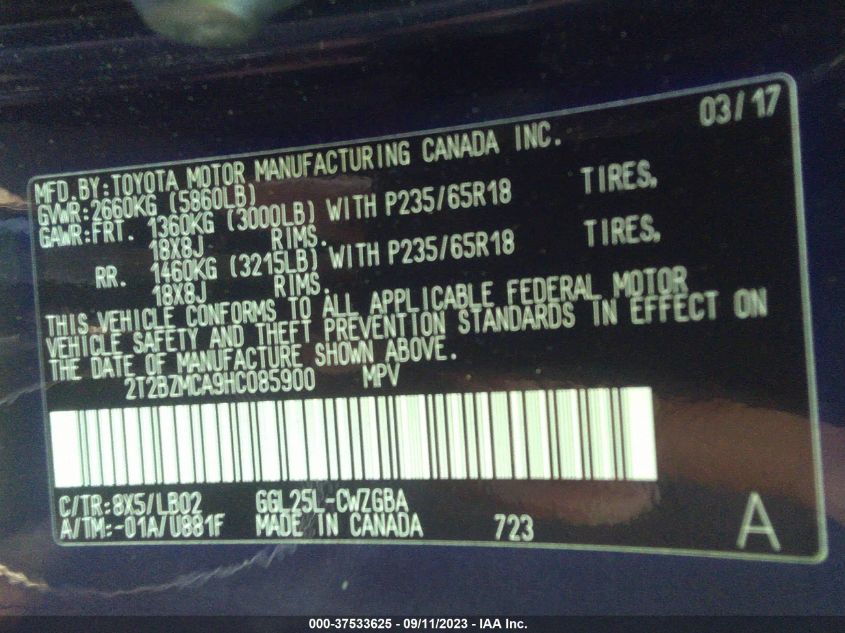 03/17
MFD.BY:TOYOTA MOTOR MANUFACTURING CANADA INC.
GVWR:2660KG (5860LB)
GAWR:FRT. 1360KG (3000LB) WITH P235/65R18 TIRES,
18X8J RIMS.
RR. 1460KG (3215LB) WITH P235/65R18 TIRES,
18X8J RIMS.
THIS VEHICLE CONFORMS TO ALL APPLICABLE FEDERAL MOTOR
VEHICLE SAFETY AND THEFT PREVENTION STANDARDS IN EFFECT ON
THE DATE OF MANUFACTURE SHOWN ABOVE.
2T2BZMCA9HC085900 MPV
C/TR:8X5/LB02 GGL25L-CWZGBA
A/TM:-01A/U881F MADE IN CANADA 723
A
000-37533625 - 09/11/2023 - IAA Inc.